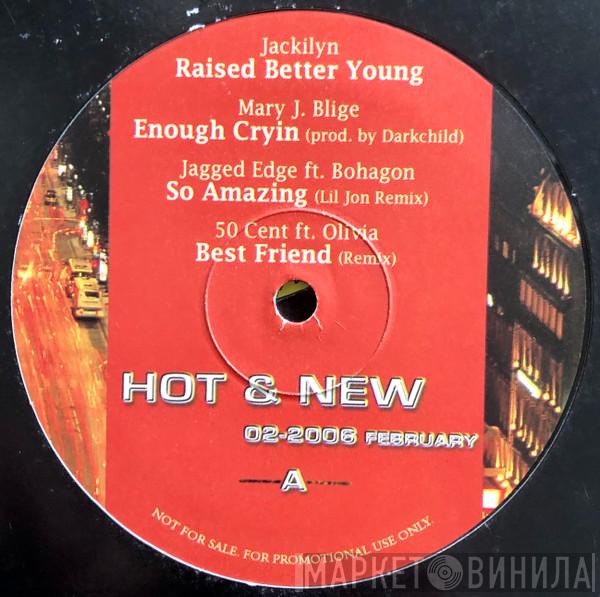 Jackilyn
Raised Better Young
Mary J. Blige
Enough Cryin (prod. by Darkchild)
Jagged Edge ft. Bohagon
So Amazing (Lil Jon Remix)
50 Cent ft. Olivia
Best Friend (Remix)
HOT & NEW
02-2006 FEBRUARY
A
NOT FOR SALE. FOR PROMOTIONAL USE ONLY.
МАРКЕТ ВИНИЛА